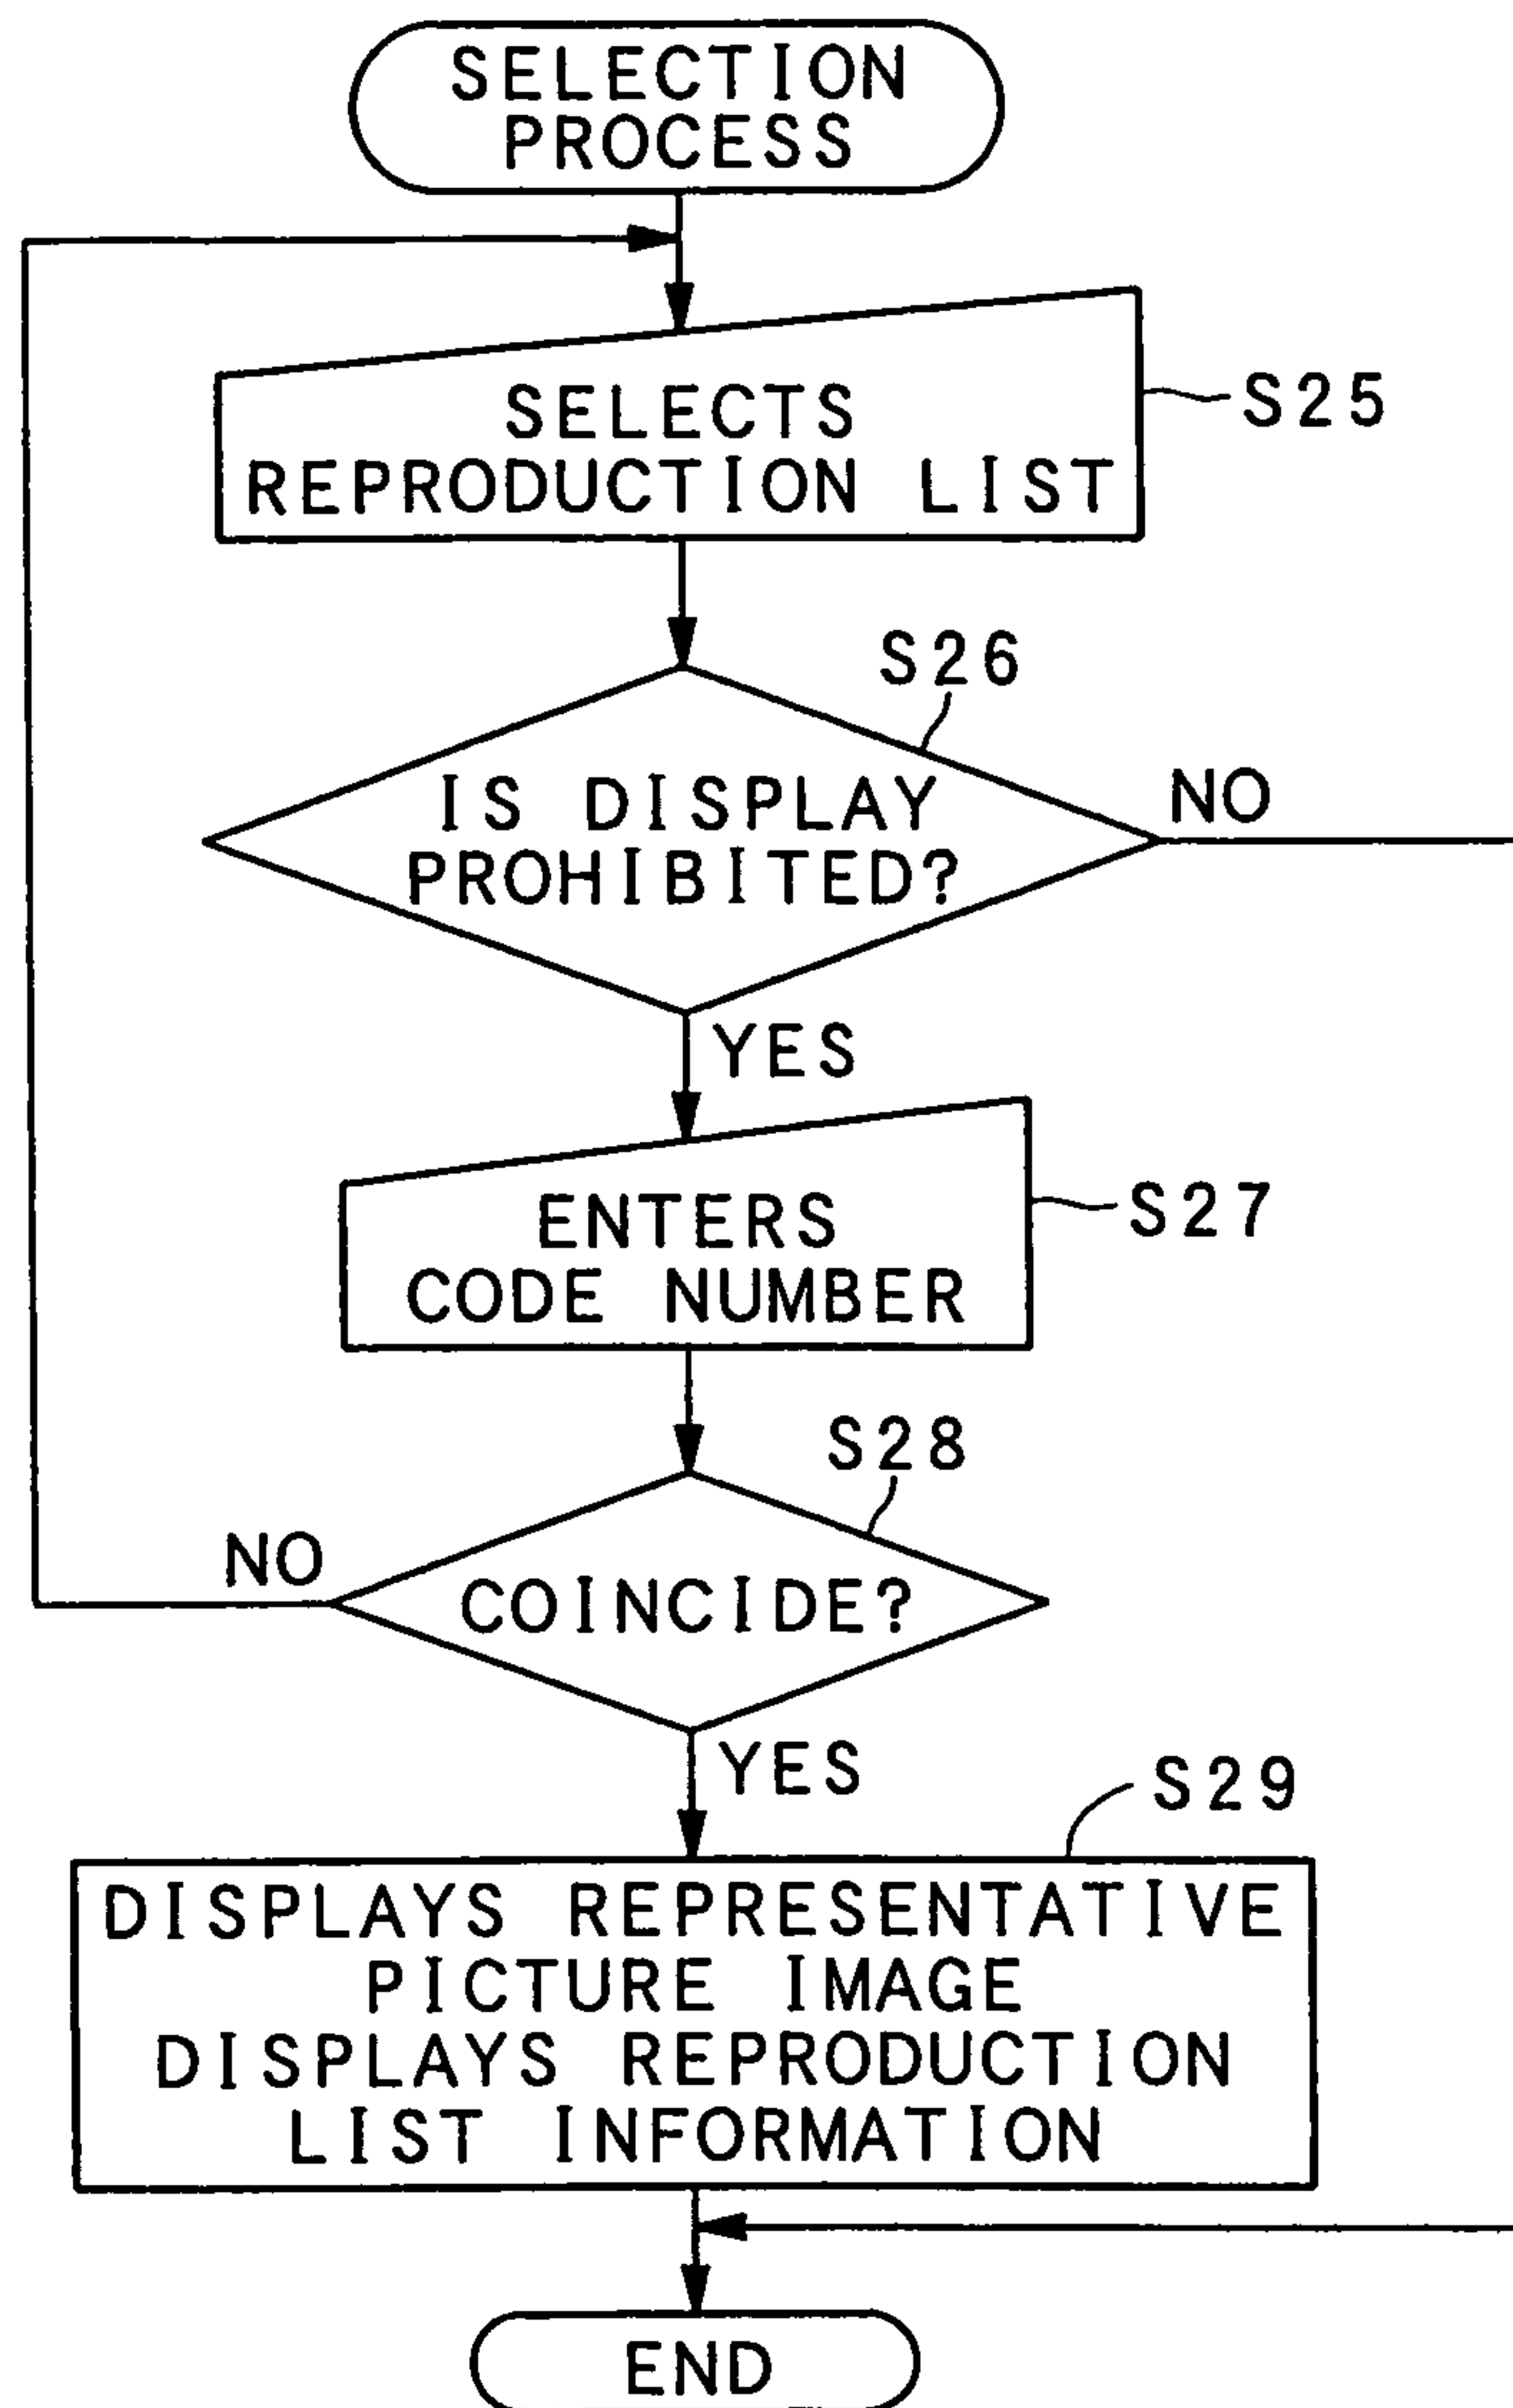 SELECTION
PROCESS
SELECTS
REPRODUCTION LIST
S25
S26
IS DISPLAY
PROHIBITED?
NO
YES
ENTERS
CODE NUMBER
S27
S28
NO
COINCIDE?
YES
S29
DISPLAYS REPRESENTATIVE
PICTURE IMAGE
DISPLAYS REPRODUCTION
LIST INFORMATION
END